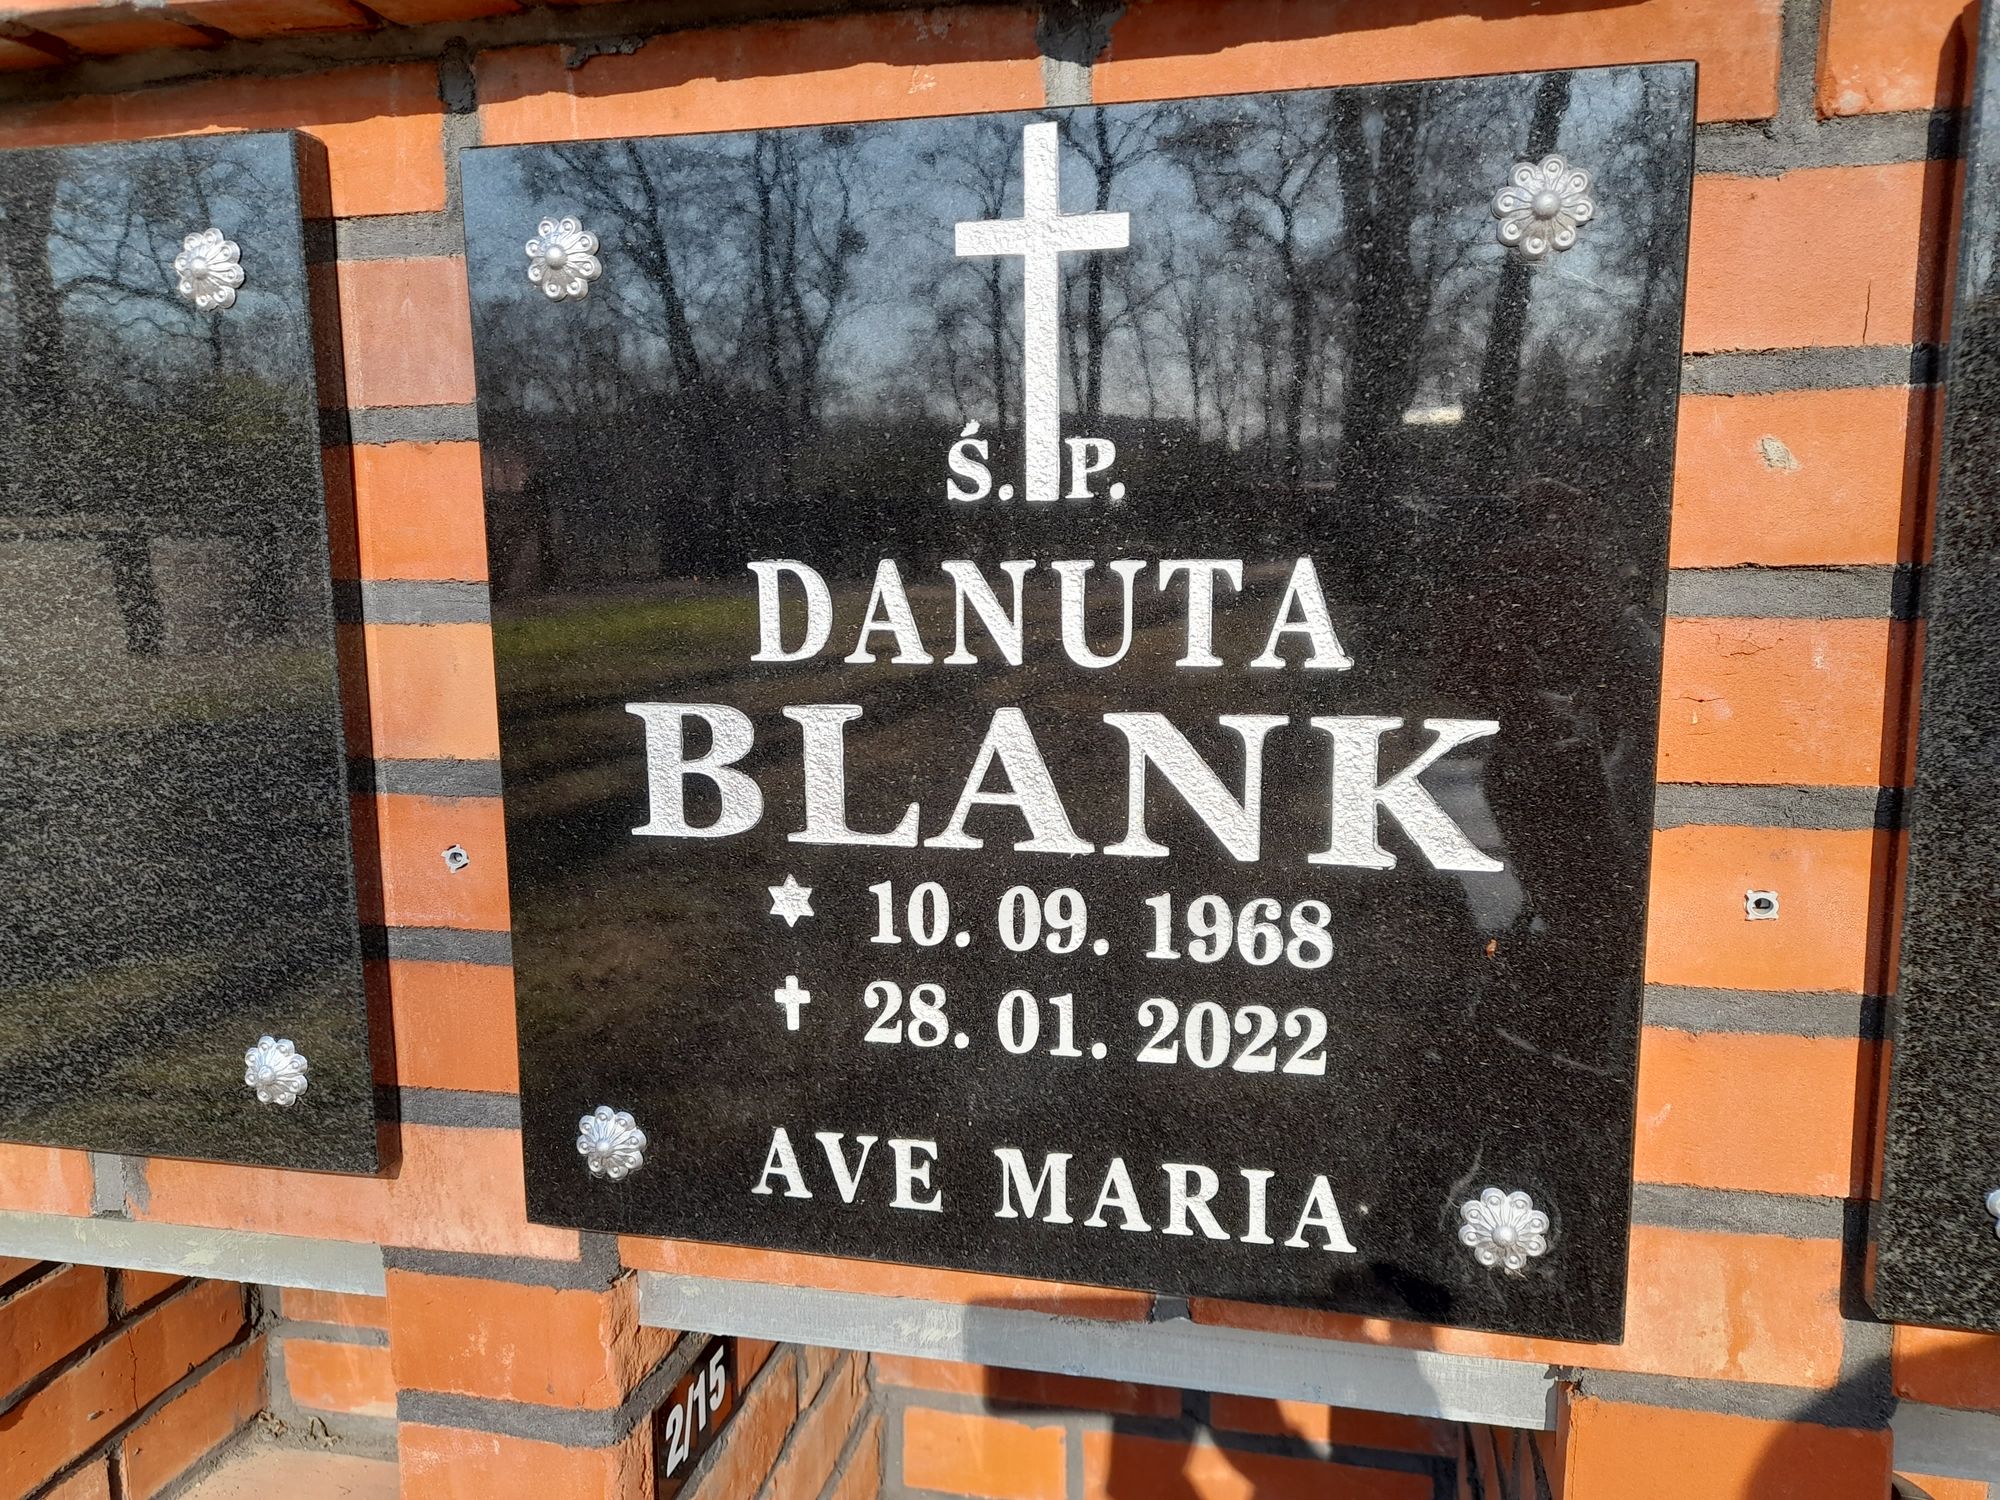 Ś. P.
DANUTA
BLANK
10. 09. 1968
28. 01. 2022
AVE MARIA
2/15